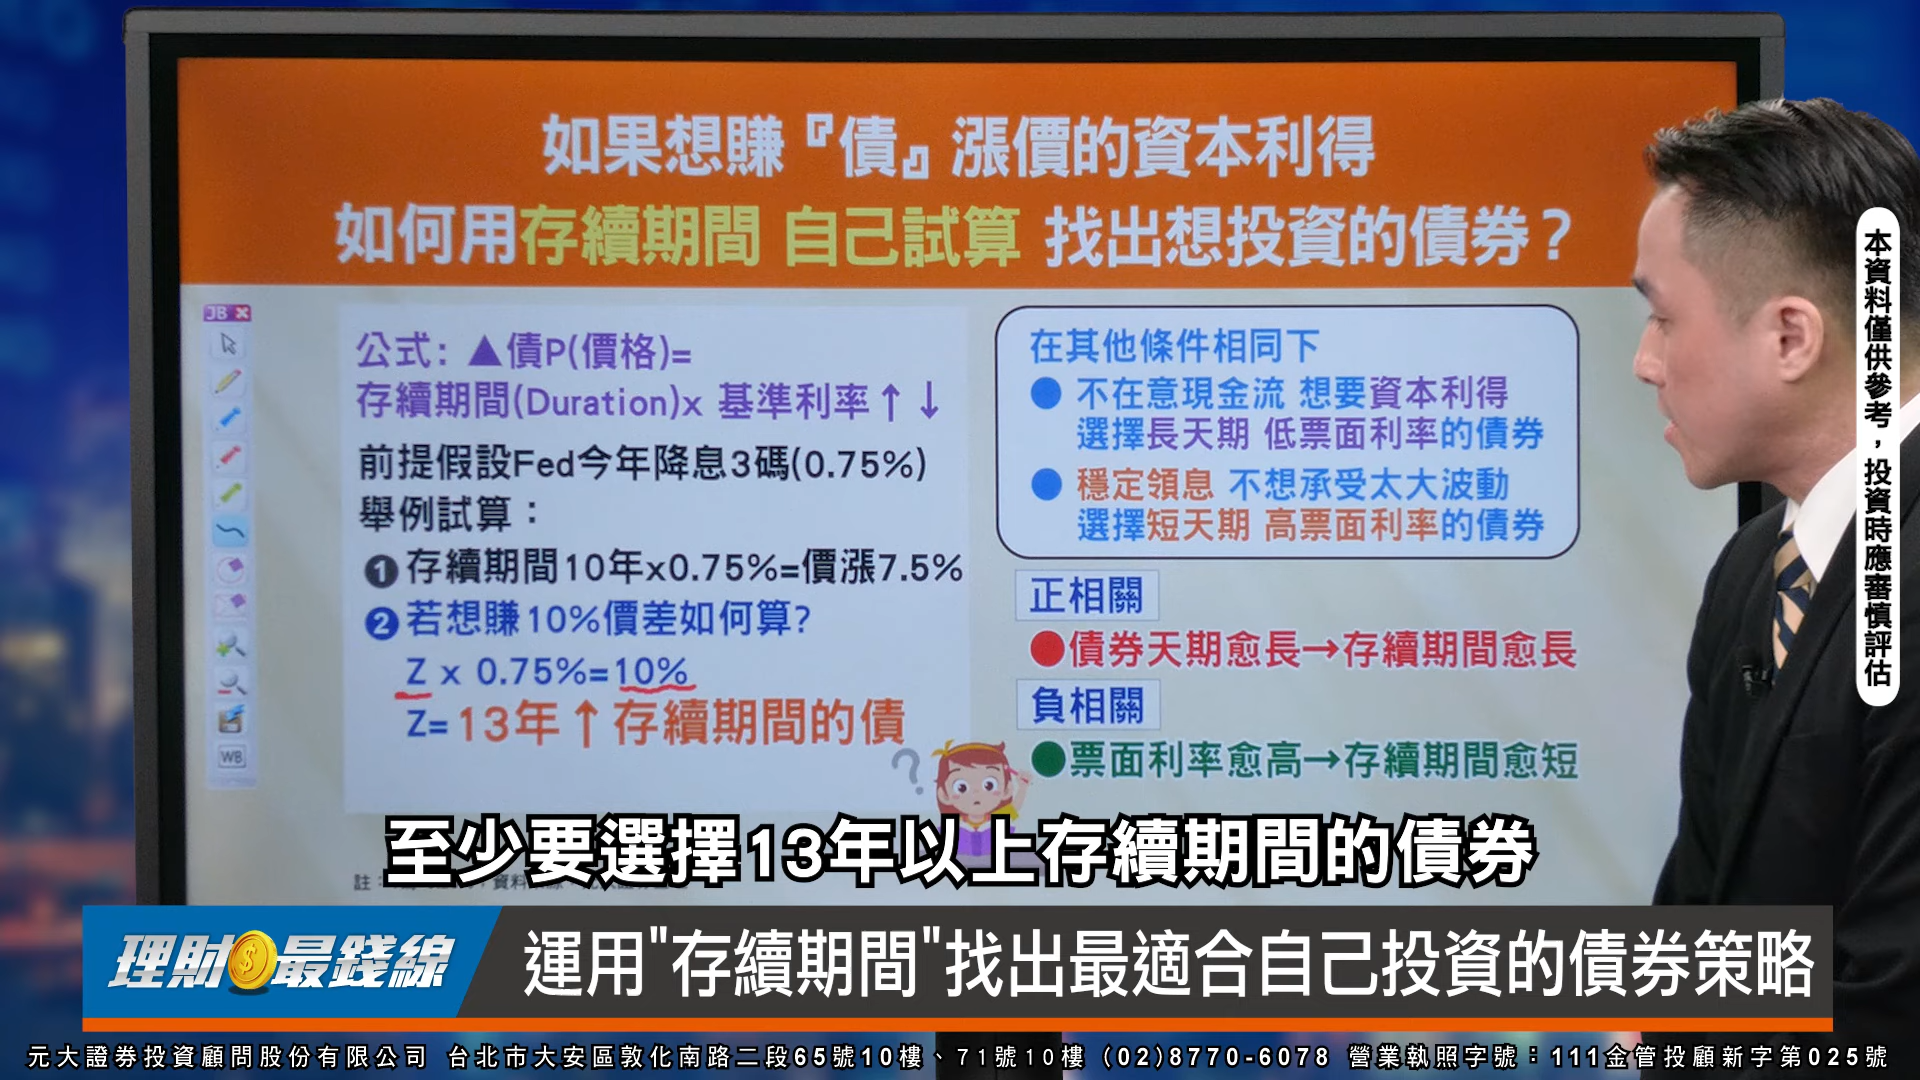 如果想賺『債』漲價的資本利得
如何用存續期間 自己試算 找出想投資的債券？
JB
公式：▲債P(價格)=
存續期間(Duration)x 基準利率↑↓
前提假設Fed今年降息3碼(0.75%)
舉例試算：
❶存續期間10年x0.75%=價漲7.5%
❷若想賺10%價差如何算?
Z x 0.75%=10%
Z=13年↑存續期間的債
WB
在其他條件相同下
● 不在意現金流 想要資本利得
選擇長天期 低票面利率的債券
● 穩定領息 不想承受太大波動
選擇短天期 高票面利率的債券
正相關
●債券天期愈長→存續期間愈長
負相關
●票面利率愈高→存續期間愈短
?
註：
至少要選擇13年以上存續期間的債券
理財最錢線
運用"存續期間"找出最適合自己投資的債券策略
元大證券投資顧問股份有限公司 台北市大安區敦化南路二段65號10樓、71號10樓 (02)8770-6078 營業執照字號：111金管投顧新字第025號
本資料僅供參考，投資時應審慎評估